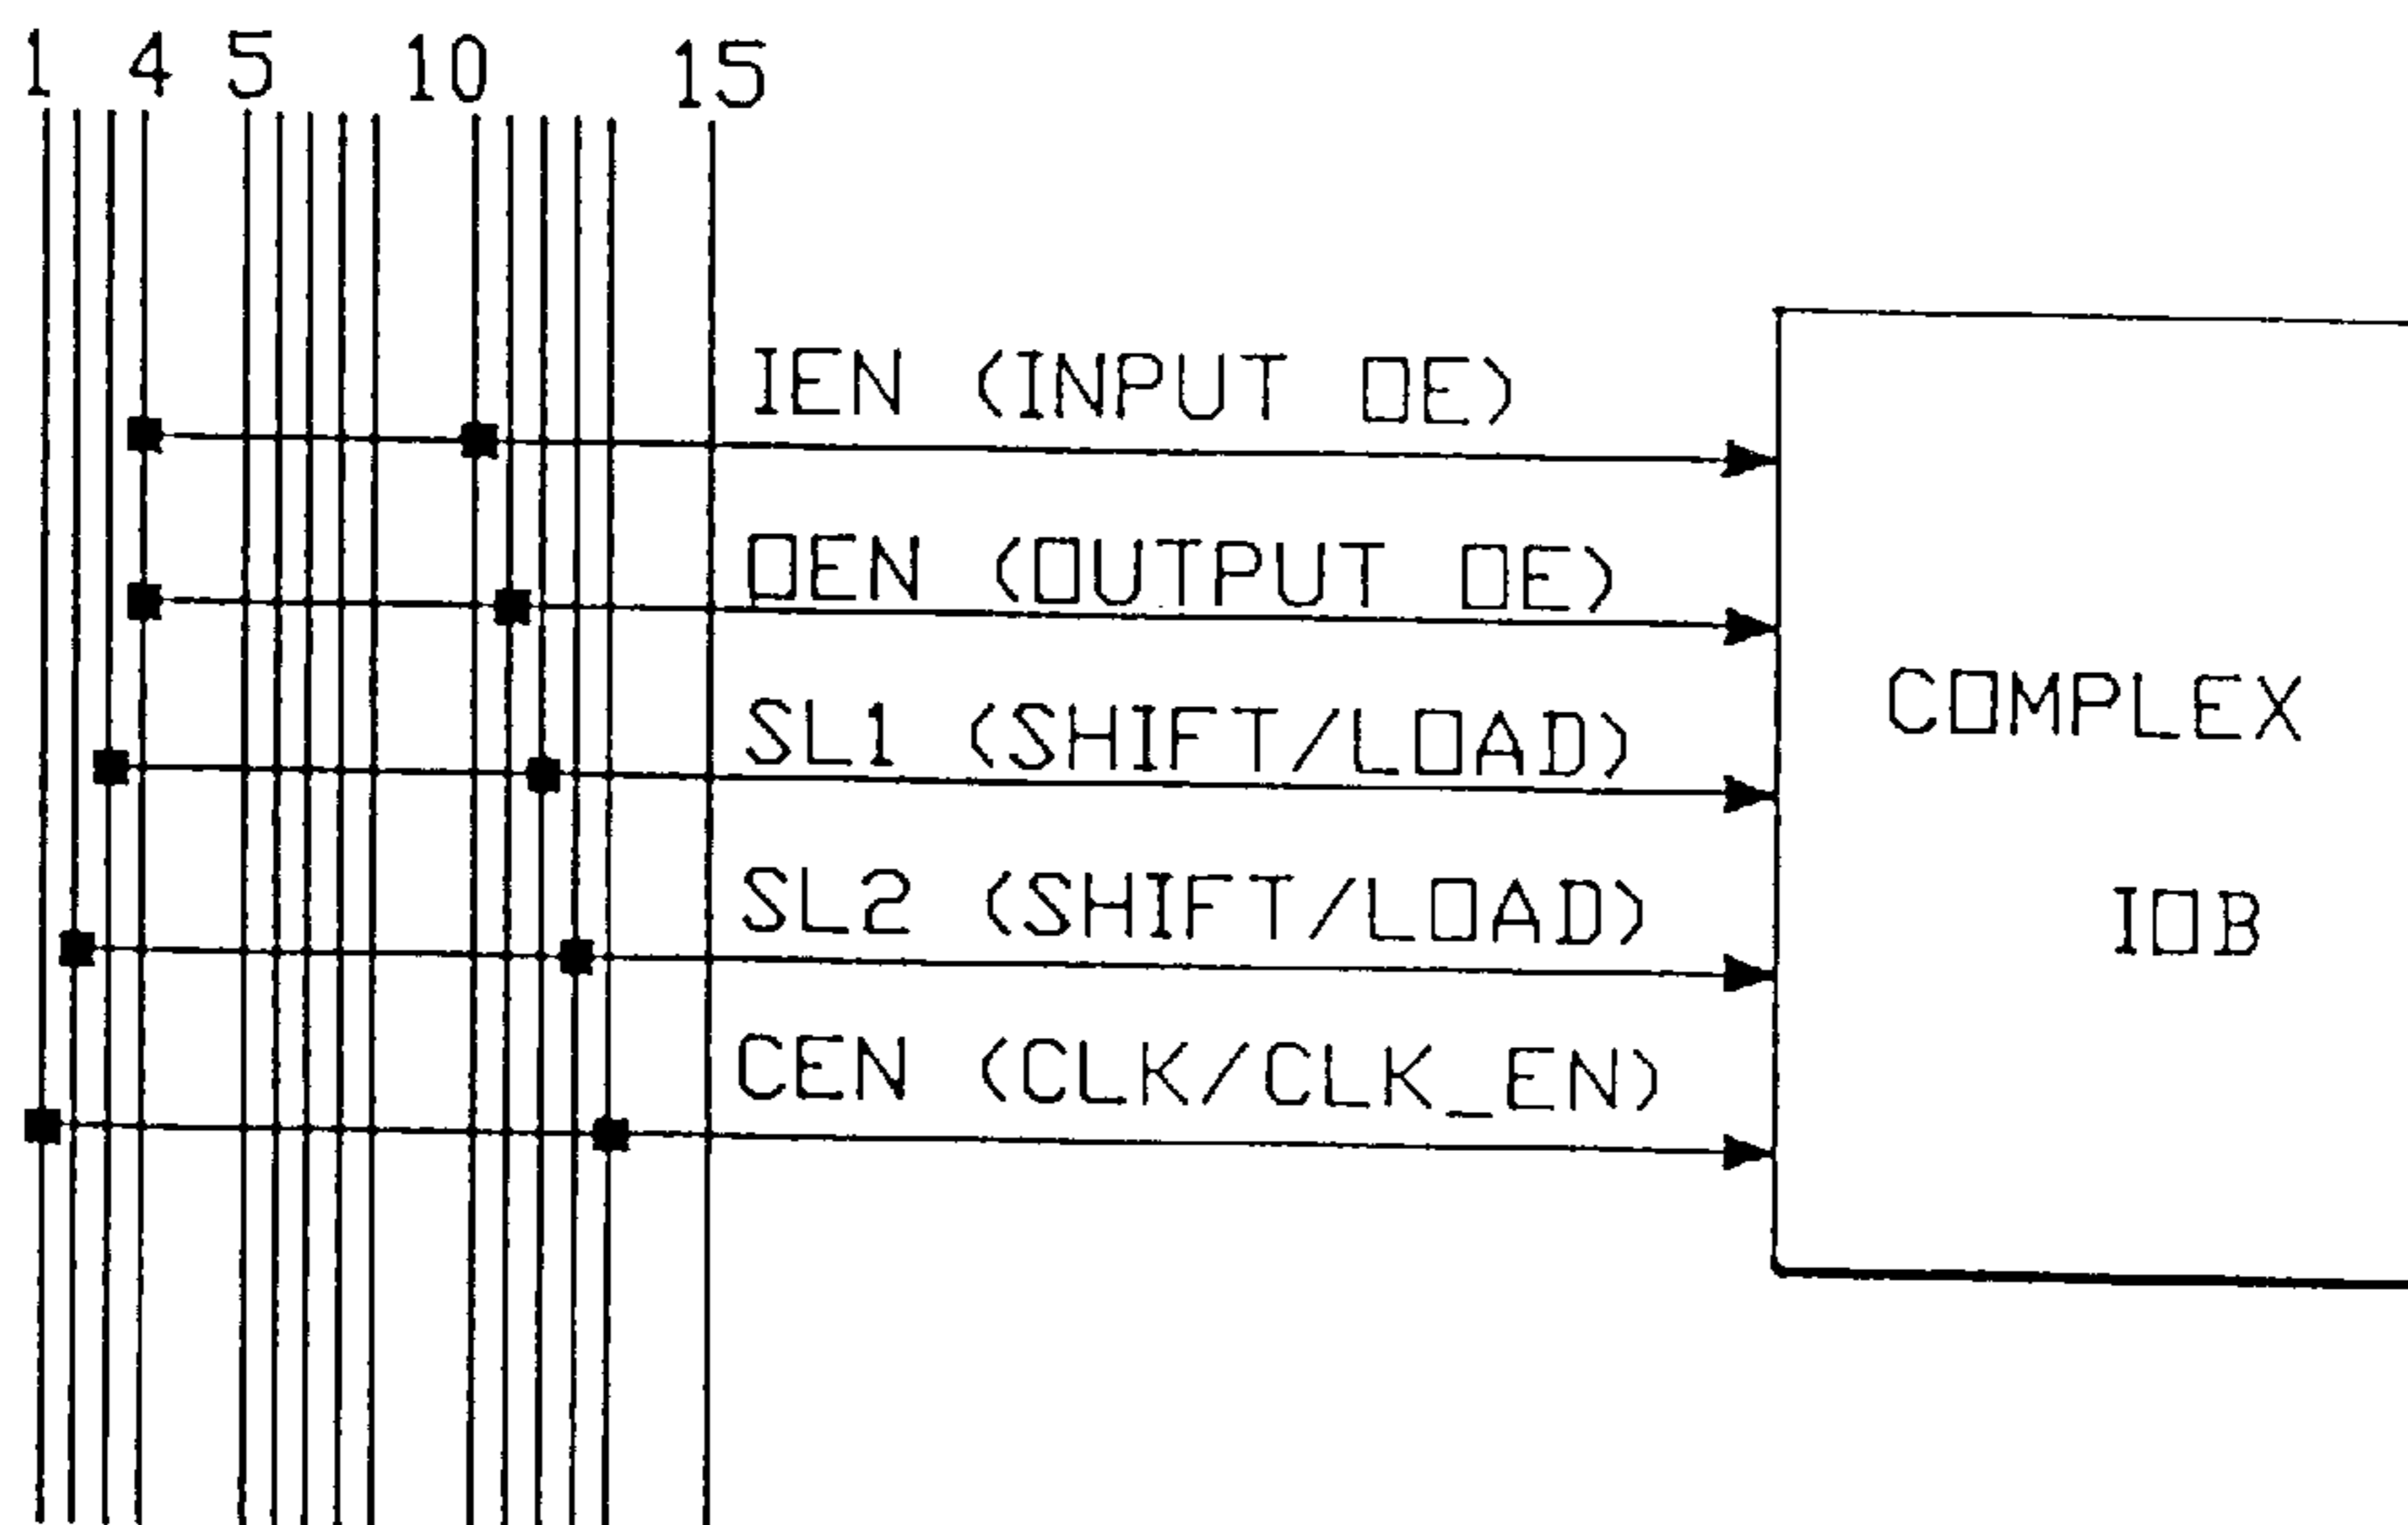 1 4 5 10 15
IEN (INPUT OE)
OEN (OUTPUT OE)
SL1 (SHIFT/LOAD)
COMPLEX
SL2 (SHIFT/LOAD)
IOB
CEN (CLK/CLK_EN)